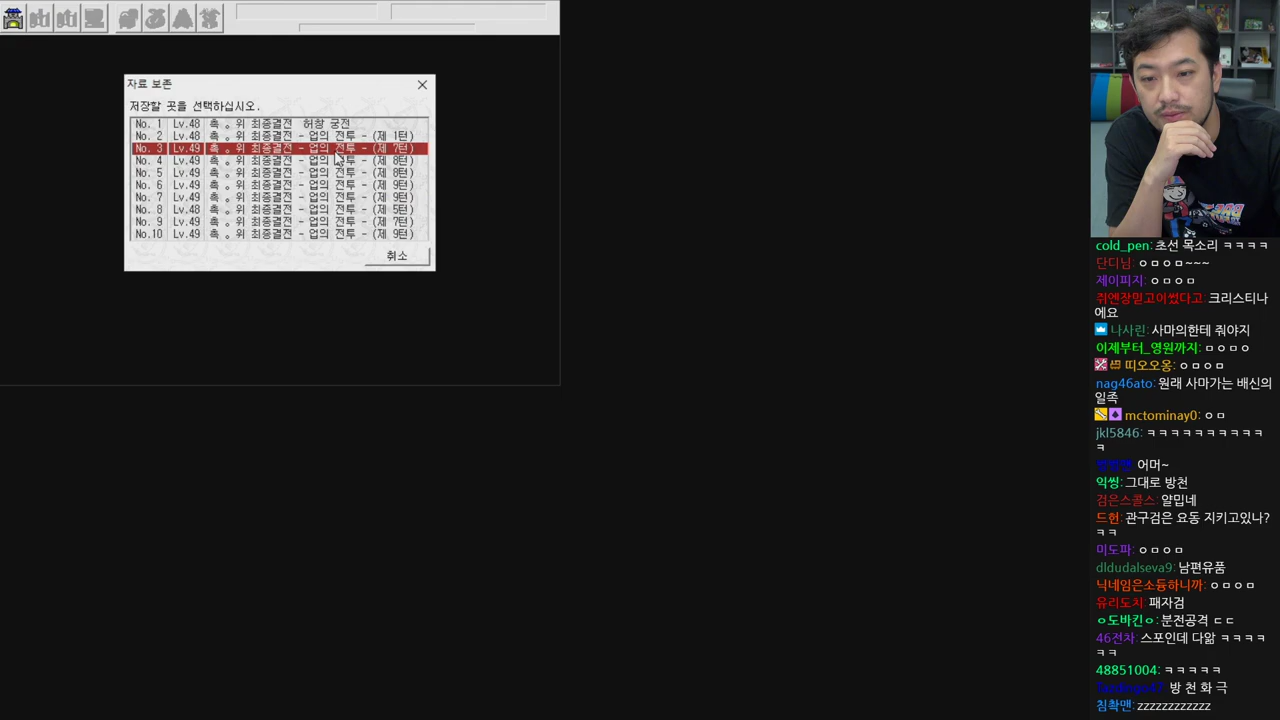 자료 보존
저장할 곳을 선택하십시오.
No. 1 Lv.48 촉 。위 최종결전 허창 궁전
No. 2 Lv.48 촉 。위 최종결전 - 업의 전투 - (제 1턴)
No. 3 Lv.49 촉 。위 최종결전 - 업의 전투 - (제 7턴)
No. 4 Lv.49 촉 。위 최종결전 - 업의 전투 - (제 8턴)
No. 5 Lv.49 촉 。위 최종결전 - 업의 전투 - (제 8턴)
No. 6 Lv.49 촉 。위 최종결전 - 업의 전투 - (제 9턴)
No. 7 Lv.49 촉 。위 최종결전 - 업의 전투 - (제 9턴)
No. 8 Lv.48 촉 。위 최종결전 - 업의 전투 - (제 5턴)
No. 9 Lv.49 촉 。위 최종결전 - 업의 전투 - (제 7턴)
No.10 Lv.49 촉 。위 최종결전 - 업의 전투 - (제 9턴)
취소
cold_pen: 초선 목소리 ㅋㅋㅋㅋ
단디님: ㅇㅁㅇㅁ~~~
제이피지: ㅇㅁㅇㅁ
쥐엔장믿고이썼다고: 크리스티나
에요
나사린: 사마의한테 줘야지
이제부터_영원까지: ㅁㅇㅁㅇ
띠오오옹: ㅇㅁㅇㅁ
nag46ato: 원래 사마가는 배신의
일족
mctominay0: ㅇㅁ
jkl5846: ㅋㅋㅋㅋㅋㅋㅋㅋㅋㅋ
ㅋ
어머~
익씽: 그대로 방천
검은스콜스: 얄밉네
드현: 관구검은 요동 지키고있나?
ㅋㅋ
미도파: ㅇㅁㅇㅁ
dldudalseva9: 남편유품
닉네임은소듐하니까: ㅇㅁㅇㅁ
유리도치: 패자검
ㅇ도바킨ㅇ: 분전공격 ㄷㄷ
46전차: 스포인데 다앎 ㅋㅋㅋㅋ
ㅋㅋ
48851004: ㅋㅋㅋㅋㅋ
방 천 화 극
침착맨: zzzzzzzzzzzz